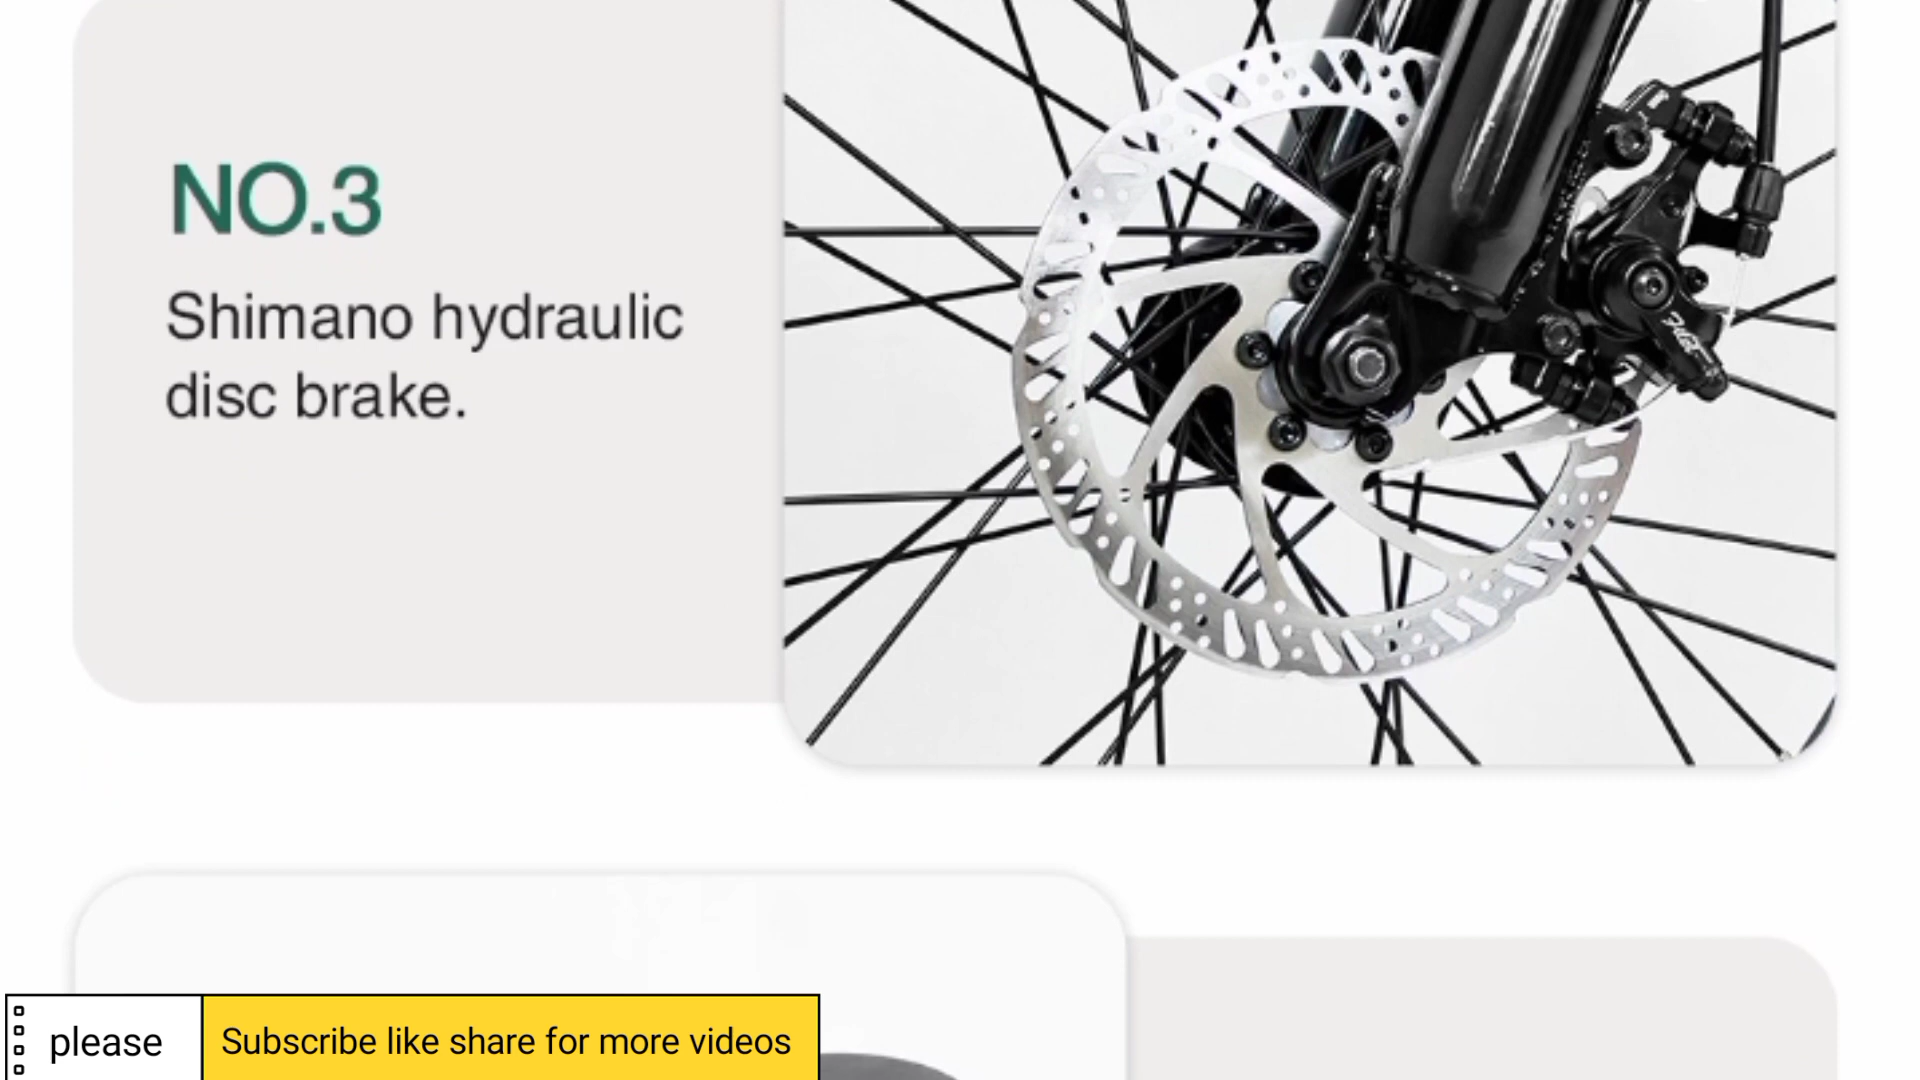 NO.3
Shimano hydraulic
disc brake.
please
Subscribe like share for more videos